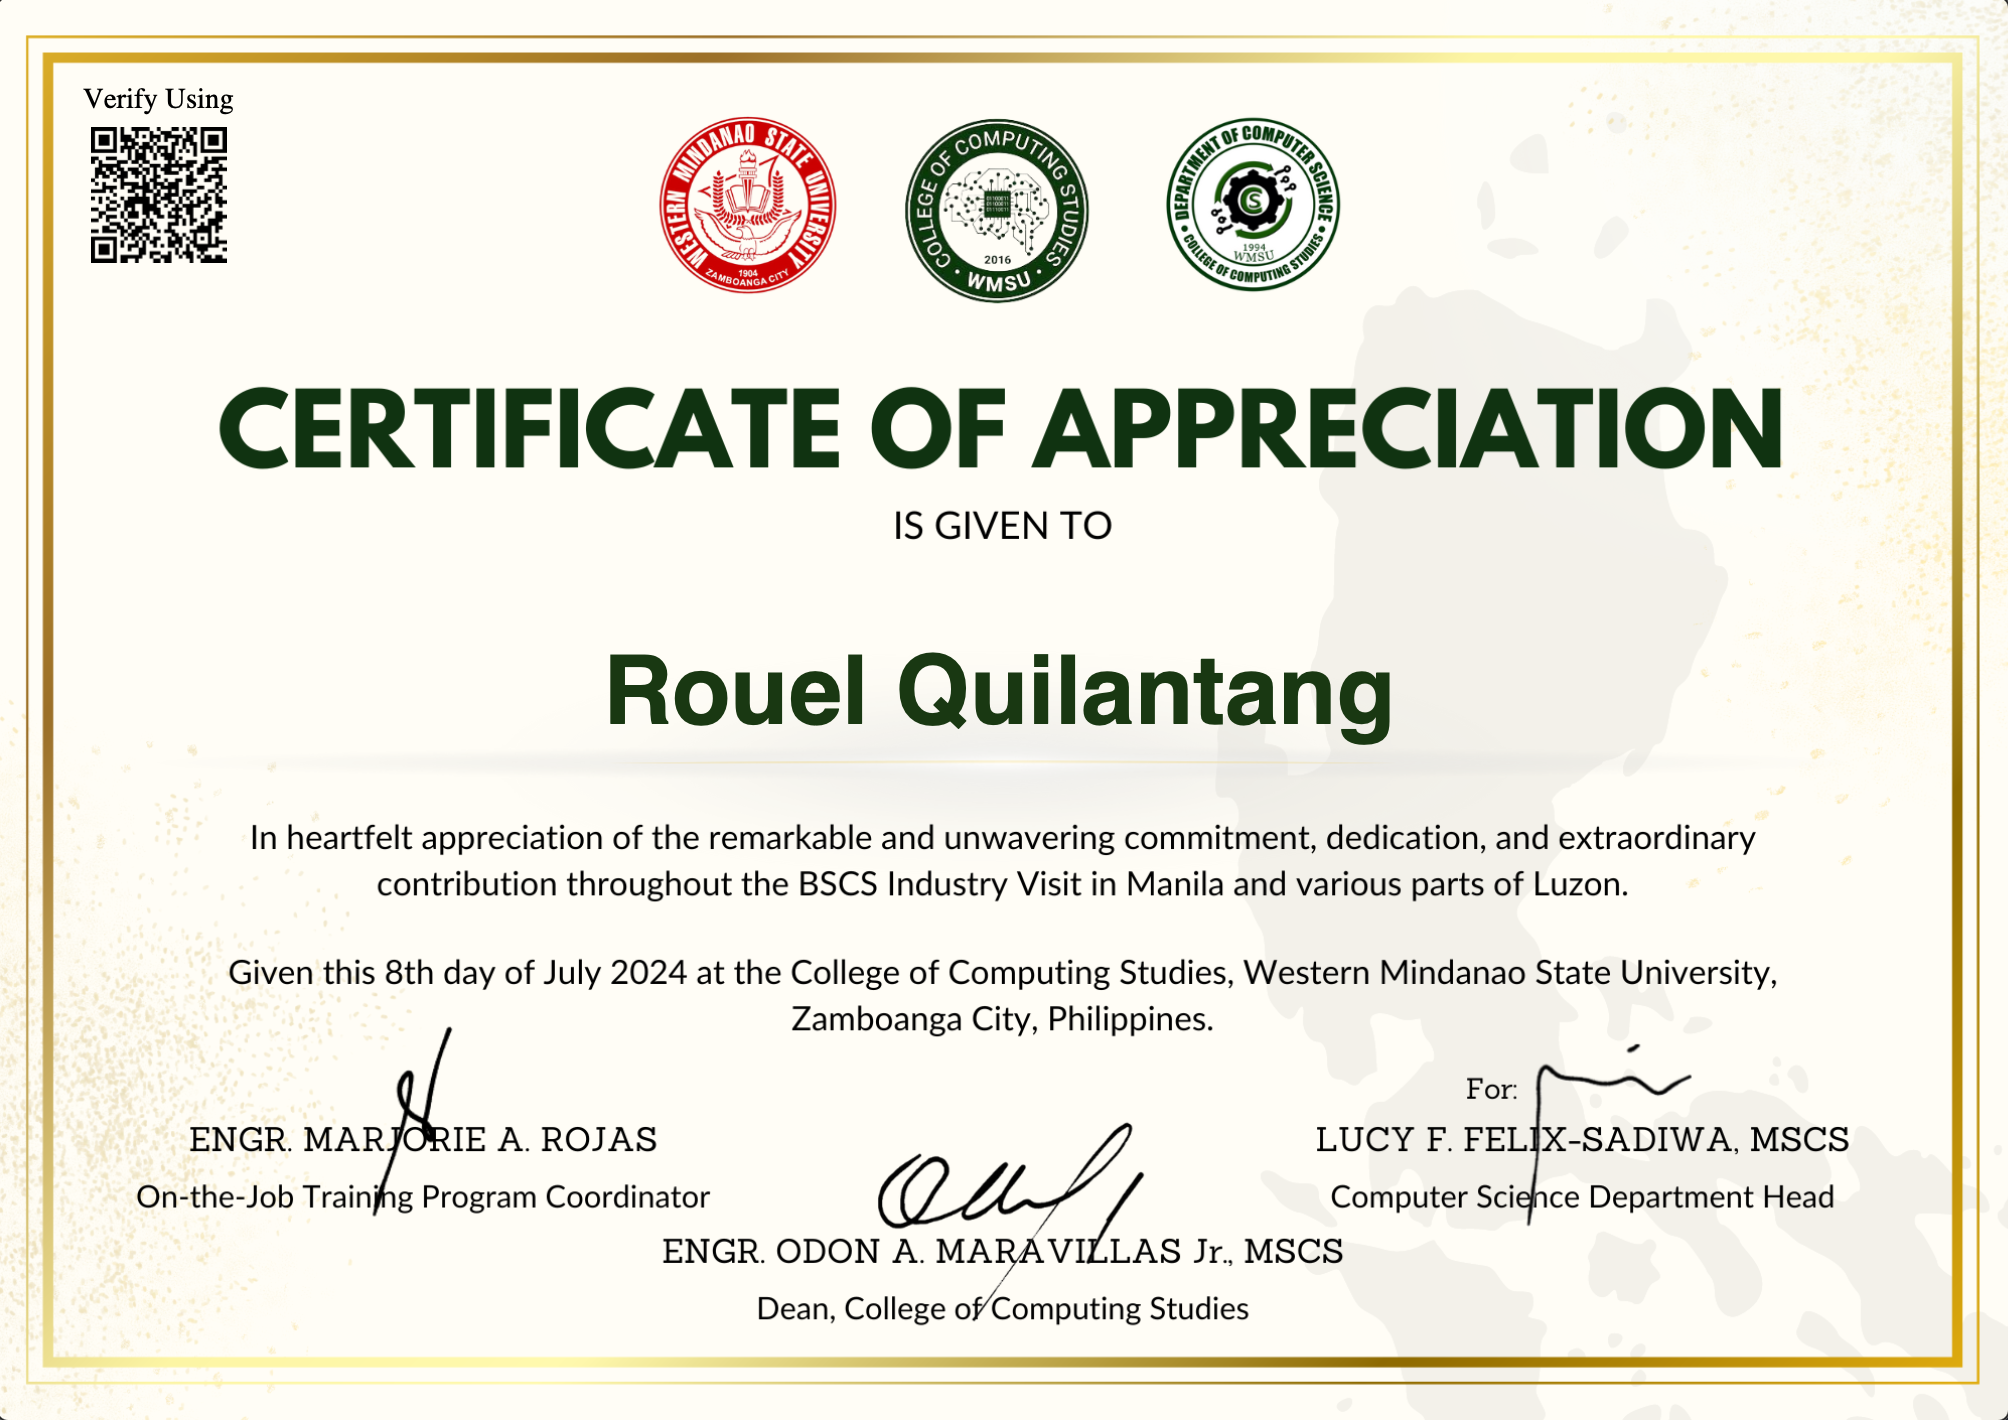 Verify Using
WESTERN MINDANAO STATE UNIVERSITY
1904
ZAMBOANGA CITY
COLLEGE OF COMPUTING STUDIES
2016
WMSU
DEPARTMENT OF COMPUTER SCIENCE
CS
1994
WMSU
COLLEGE OF COMPUTING STUDIES
CERTIFICATE OF APPRECIATION
IS GIVEN TO
Rouel Quilantang
In heartfelt appreciation of the remarkable and unwavering commitment, dedication, and extraordinary
contribution throughout the BSCS Industry Visit in Manila and various parts of Luzon.
Given this 8th day of July 2024 at the College of Computing Studies, Western Mindanao State University,
Zamboanga City, Philippines.
For:
ENGR. MARJORIE A. ROJAS
On-the-Job Training Program Coordinator
LUCY F. FELIX-SADIWA, MSCS
Computer Science Department Head
ENGR. ODON A. MARAVILLAS Jr., MSCS
Dean, College of Computing Studies